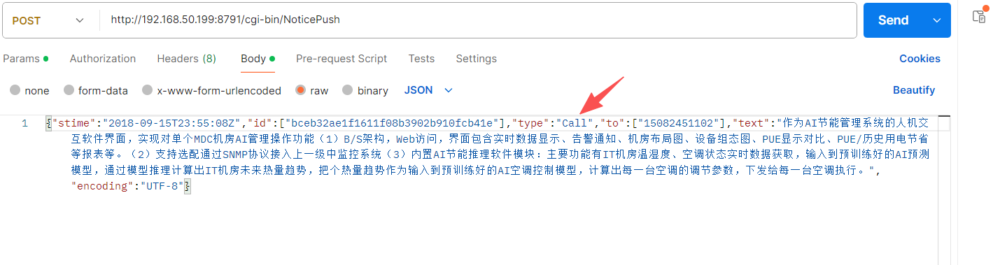 POST http://192.168.50.199:8791/cgi-bin/NoticePush Send
Params Authorization Headers (8) Body Pre-request Script Tests Settings Cookies
none form-data x-www-form-urlencoded raw binary JSON Beautify
1 {"stime":"2018-09-15T23:55:08Z","id":["bceb32ae1f1611f08b3902b910fcb41e"],"type":"Call","to":["15082451102"],"text":"作为AI节能管理系统的人机交
互软件界面，实现对单个MDC机房AI管理操作功能（1）B/S架构，Web访问，界面包含实时数据显示、告警通知、机房布局图、设备组态图、PUE显示对比、PUE/历史用电节省
等报表等。（2）支持选配通过SNMP协议接入上一级中监控系统（3）内置AI节能推理软件模块：主要功能有IT机房温湿度、空调状态实时数据获取，输入到预训练好的AI预测
模型，通过模型推理计算出IT机房未来热量趋势，把个热量趋势作为输入到预训练好的AI空调控制模型，计算出每一台空调的调节参数，下发给每一台空调执行。",
"encoding":"UTF-8"}